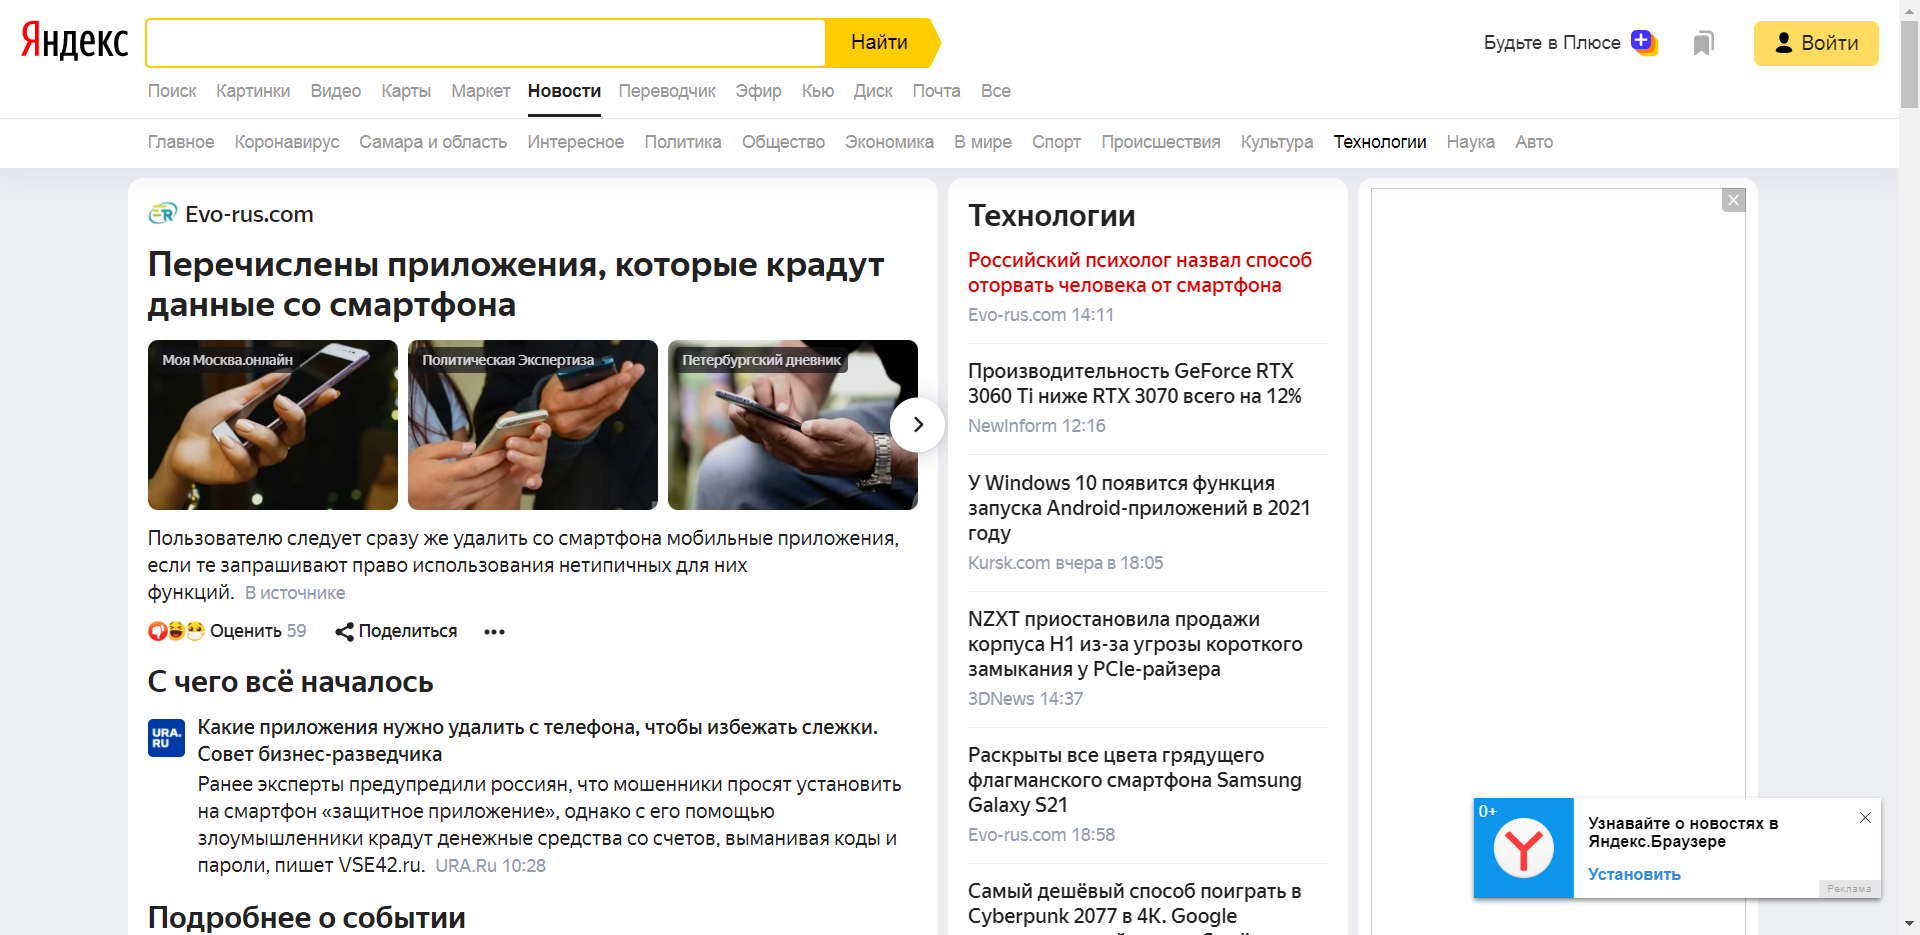 Яндекс
Найти
Будьте в Плюсе
Войти
Поиск Картинки Видео Карты Маркет Новости Переводчик Эфир Кью Диск Почта Все
Главное Коронавирус Самара и область Интересное Политика Общество Экономика В мире Спорт Происшествия Культура Технологии Наука Авто
Evo-rus.com
Перечислены приложения, которые крадут
данные со смартфона
Моя Москва.онлайн
Политическая Экспертиза
Петербургский дневник
Пользователю следует сразу же удалить со смартфона мобильные приложения,
если те запрашивают право использования нетипичных для них
функций. В источнике
Оценить 59 Поделиться
С чего всё началось
URA.
RU
Какие приложения нужно удалить с телефона, чтобы избежать слежки.
Совет бизнес-разведчика
Ранее эксперты предупредили россиян, что мошенники просят установить
на смартфон «защитное приложение», однако с его помощью
злоумышленники крадут денежные средства со счетов, выманивая коды и
пароли, пишет VSE42.ru. URA.Ru 10:28
Подробнее о событии
Технологии
Российский психолог назвал способ
оторвать человека от смартфона
Evo-rus.com 14:11
Производительность GeForce RTX
3060 Ti ниже RTX 3070 всего на 12%
NewInform 12:16
У Windows 10 появится функция
запуска Android-приложений в 2021
году
Kursk.com вчера в 18:05
NZXT приостановила продажи
корпуса H1 из-за угрозы короткого
замыкания у PCIe-райзера
3DNews 14:37
Раскрыты все цвета грядущего
флагманского смартфона Samsung
Galaxy S21
Evo-rus.com 18:58
Самый дешёвый способ поиграть в
Cyberpunk 2077 в 4K. Google
0+
Узнавайте о новостях в
Яндекс.Браузере
Установить
Реклама